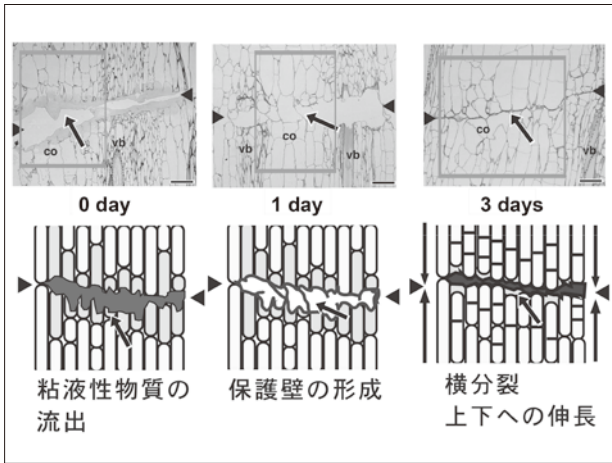 co
vb
vb
co
vb
co
vb
0 day
1 day
3 days
粘液性物質の
流出
保護壁の形成
横分裂
上下への伸長